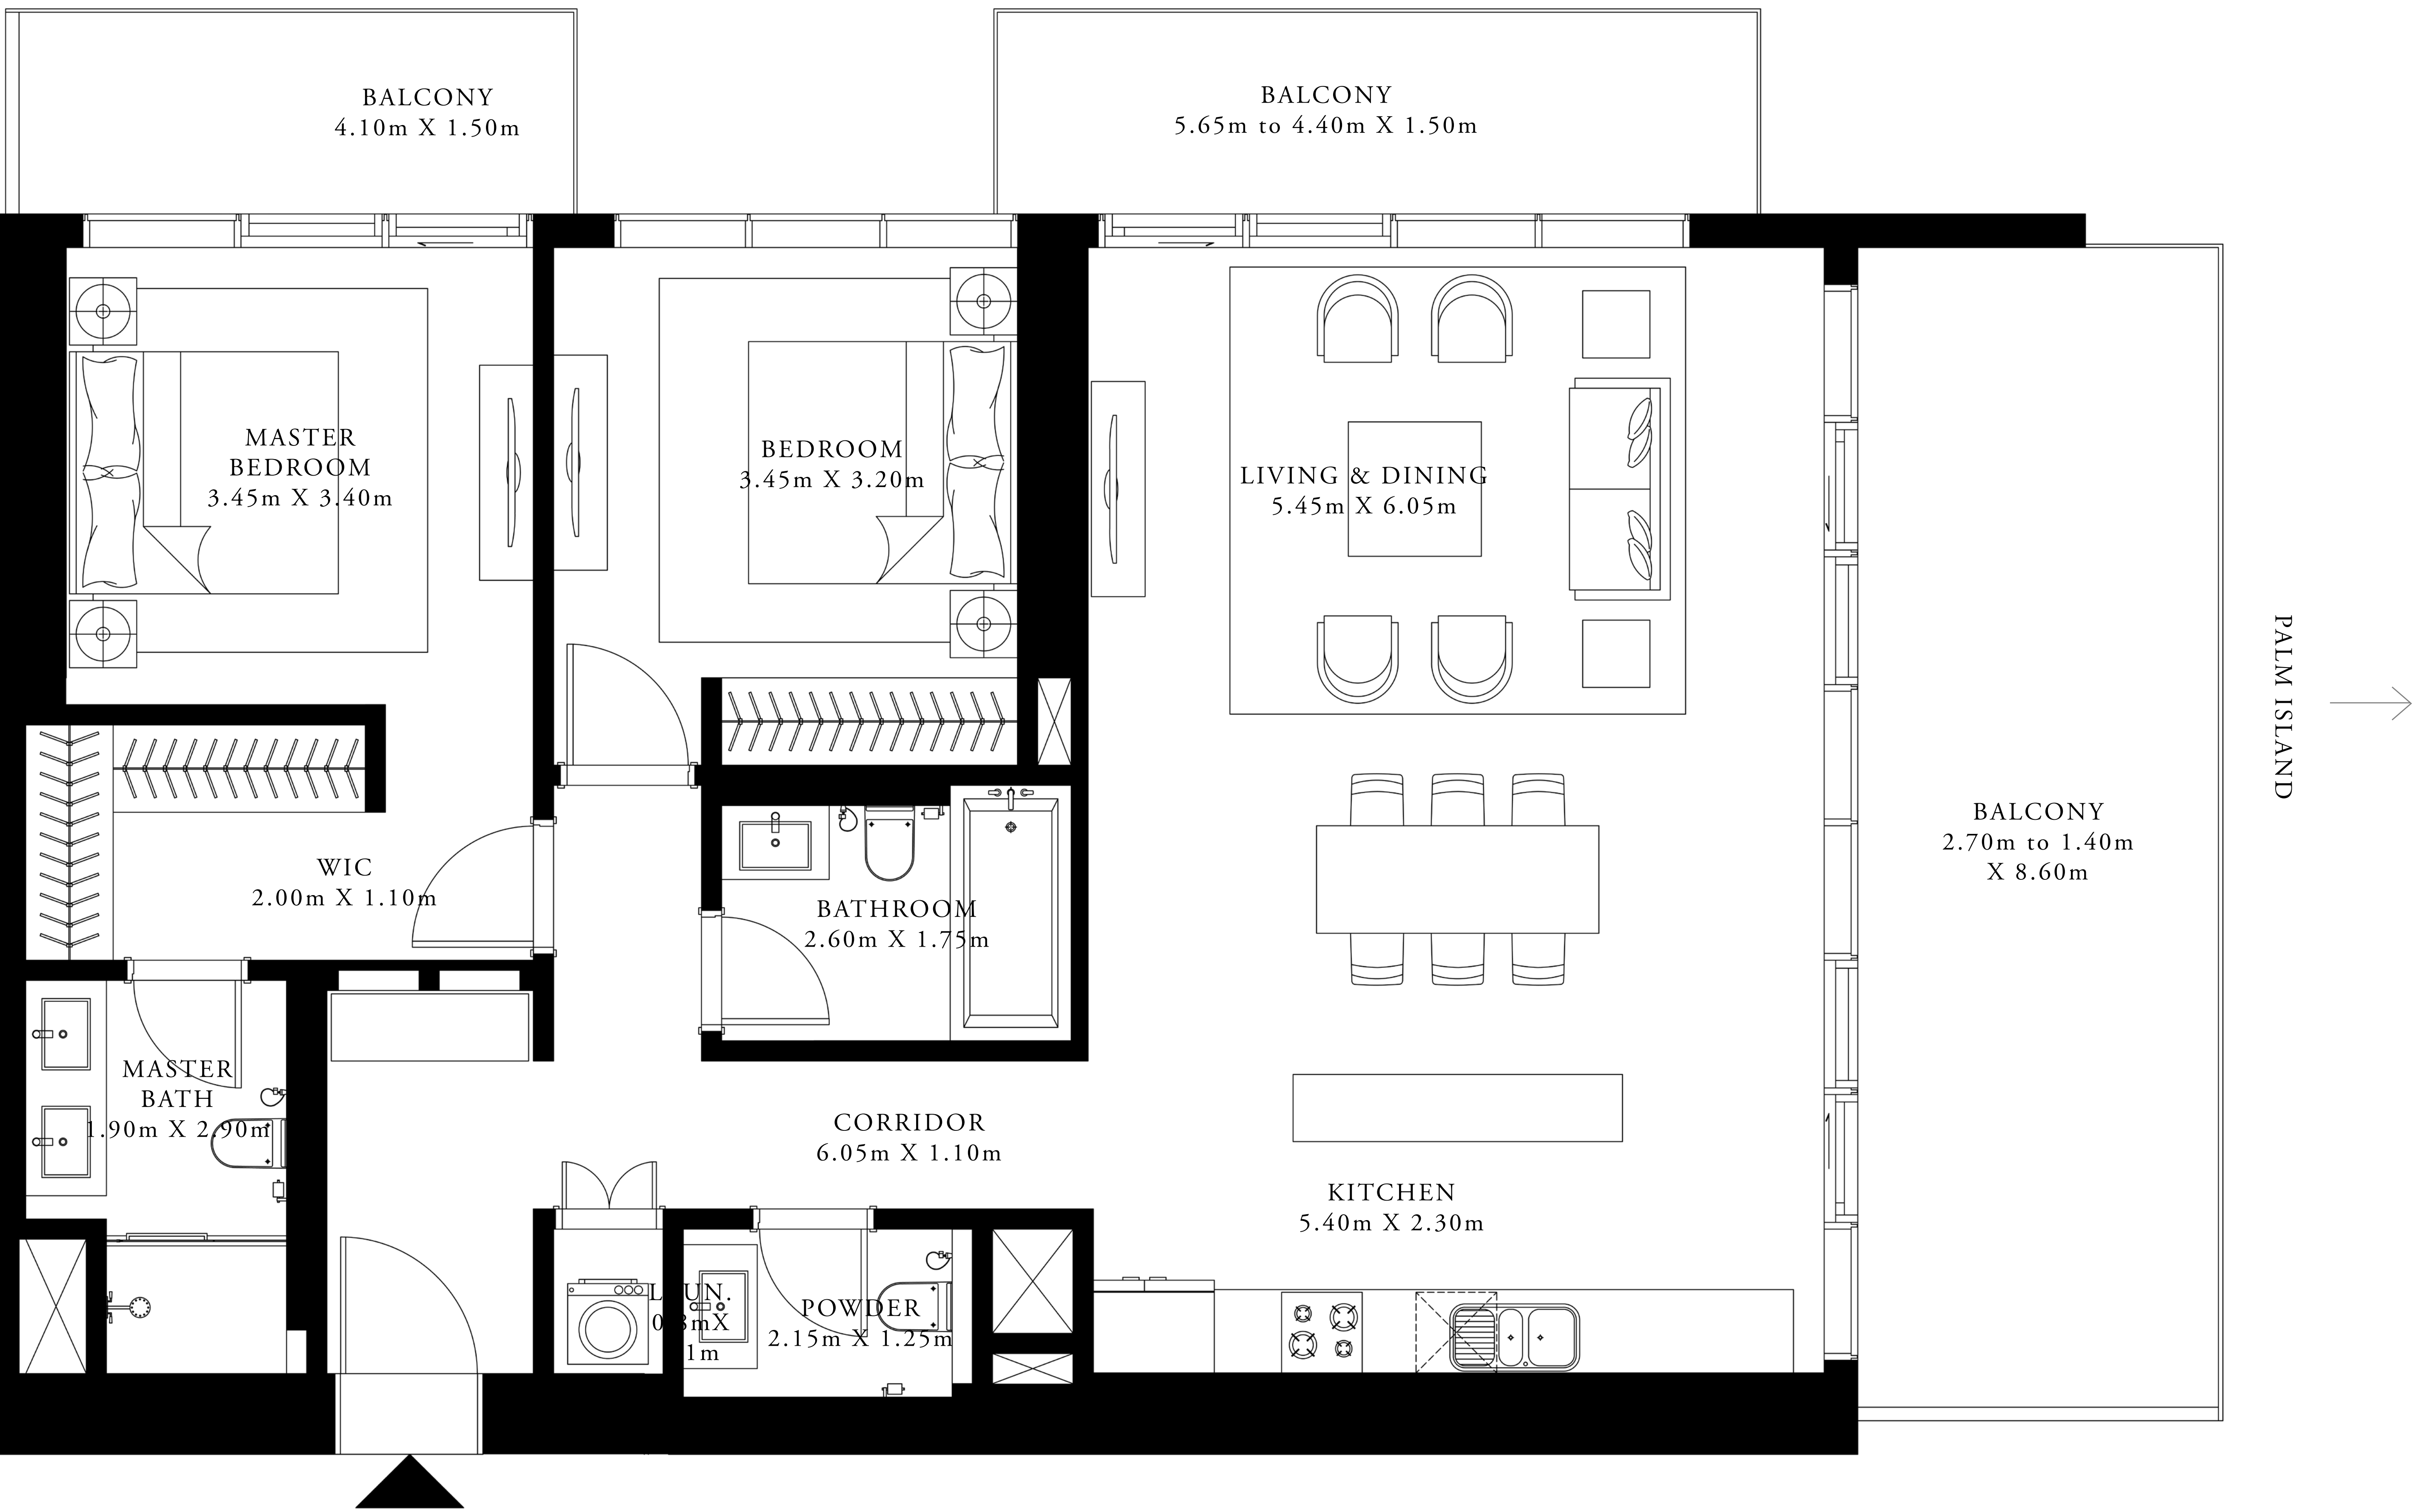 BALCONY
4.10m X 1.50m
BALCONY
5.65m to 4.40m X 1.50m
MASTER
BEDROOM
3.45m X 3.40m
BEDROOM
3.45m X 3.20m
LIVING & DINING
5.45m X 6.05m
PALM ISLAND
BALCONY
2.70m to 1.40m
X 8.60m
WIC
2.00m X 1.10m
BATHROOM
2.60m X 1.75m
MASTER
BATH
1.90m X 2.90m
CORRIDOR
6.05m X 1.10m
KITCHEN
5.40m X 2.30m
POWDER
2.15m X 1.25m